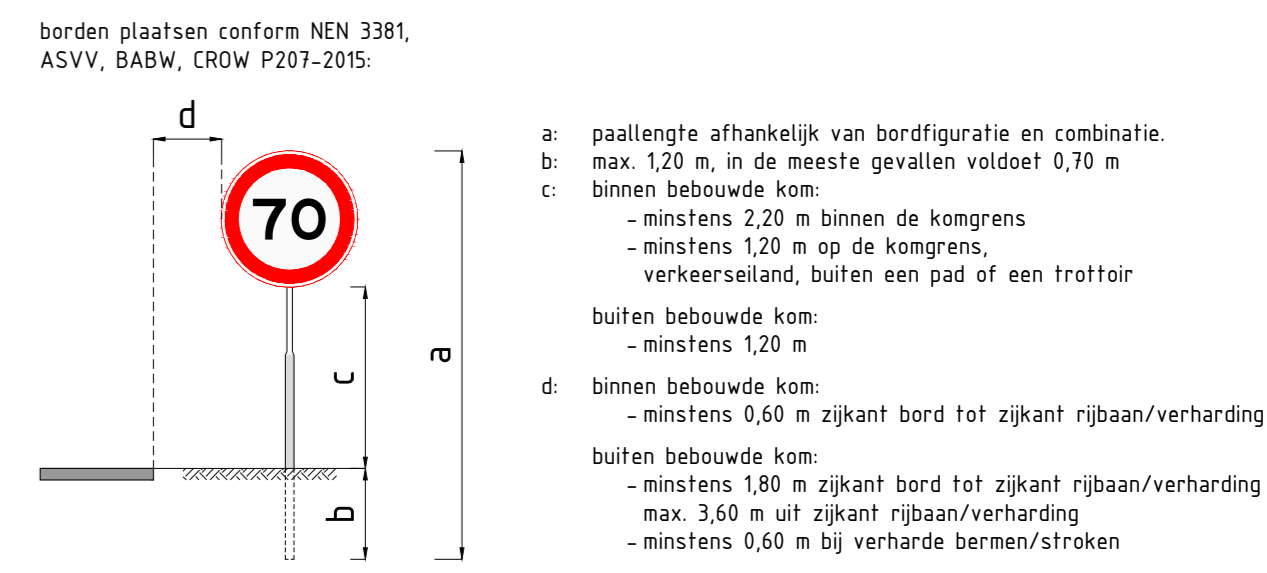 borden plaatsen conform NEN 3381,
ASVV, BABW, CROW P207-2015:
d
70
c
a
b
a: paallengte afhankelijk van bordfiguratie en combinatie.
b: max. 1,20 m, in de meeste gevallen voldoet 0,70 m
c: binnen bebouwde kom:
- minstens 2,20 m binnen de komgrens
- minstens 1,20 m op de komgrens,
verkeerseiland, buiten een pad of een trottoir
buiten bebouwde kom:
- minstens 1,20 m
d: binnen bebouwde kom:
- minstens 0,60 m zijkant bord tot zijkant rijbaan/verharding
buiten bebouwde kom:
- minstens 1,80 m zijkant bord tot zijkant rijbaan/verharding
max. 3,60 m uit zijkant rijbaan/verharding
- minstens 0,60 m bij verharde bermen/stroken